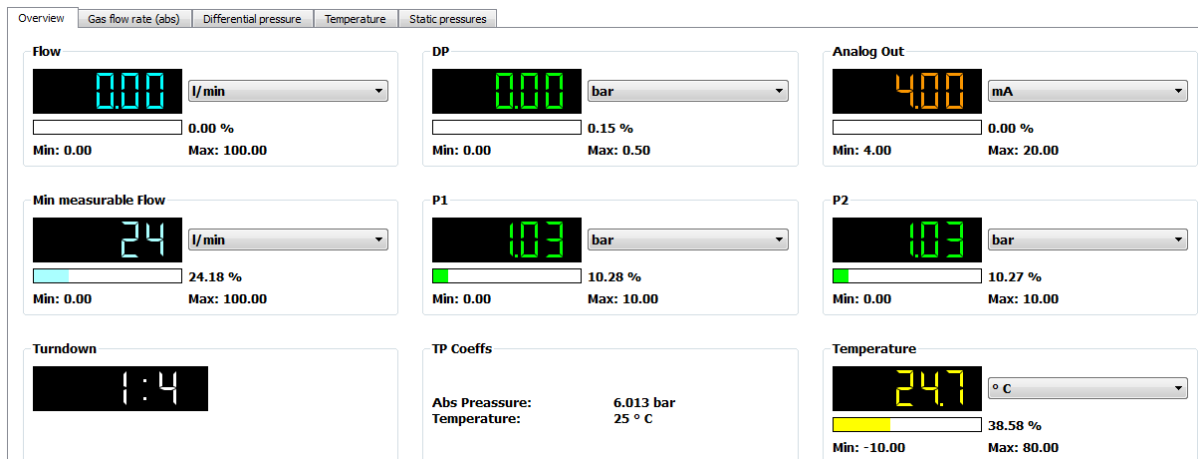 Overview Gas flow rate (abs) Differential pressure Temperature Static pressures
Flow DP Analog Out
0.00 l/min 0.00 bar 4.00 mA
0.00 % 0.15 % 0.00 %
Min: 0.00 Max: 100.00 Min: 0.00 Max: 0.50 Min: 4.00 Max: 20.00
Min measurable Flow P1 P2
24 l/min 1.03 bar 1.03 bar
24.18 % 10.28 % 10.27 %
Min: 0.00 Max: 100.00 Min: 0.00 Max: 10.00 Min: 0.00 Max: 10.00
Turndown TP Coeffs Temperature
1:4 24.7 ° C
Abs Preassure: 6.013 bar
Temperature: 25 ° C
38.58 %
Min: -10.00 Max: 80.00